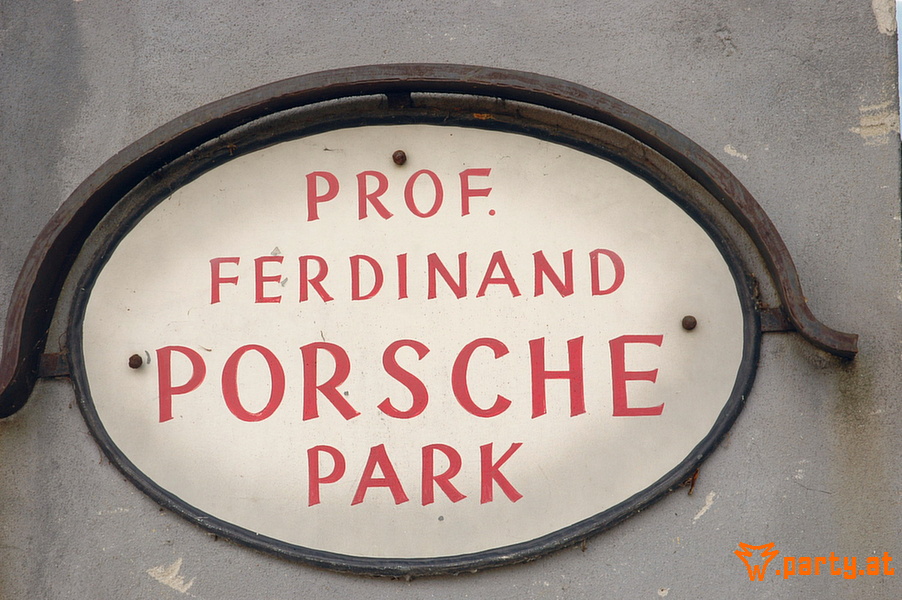 PROF.
FERDINAND
PORSCHE
PARK
W.party.at